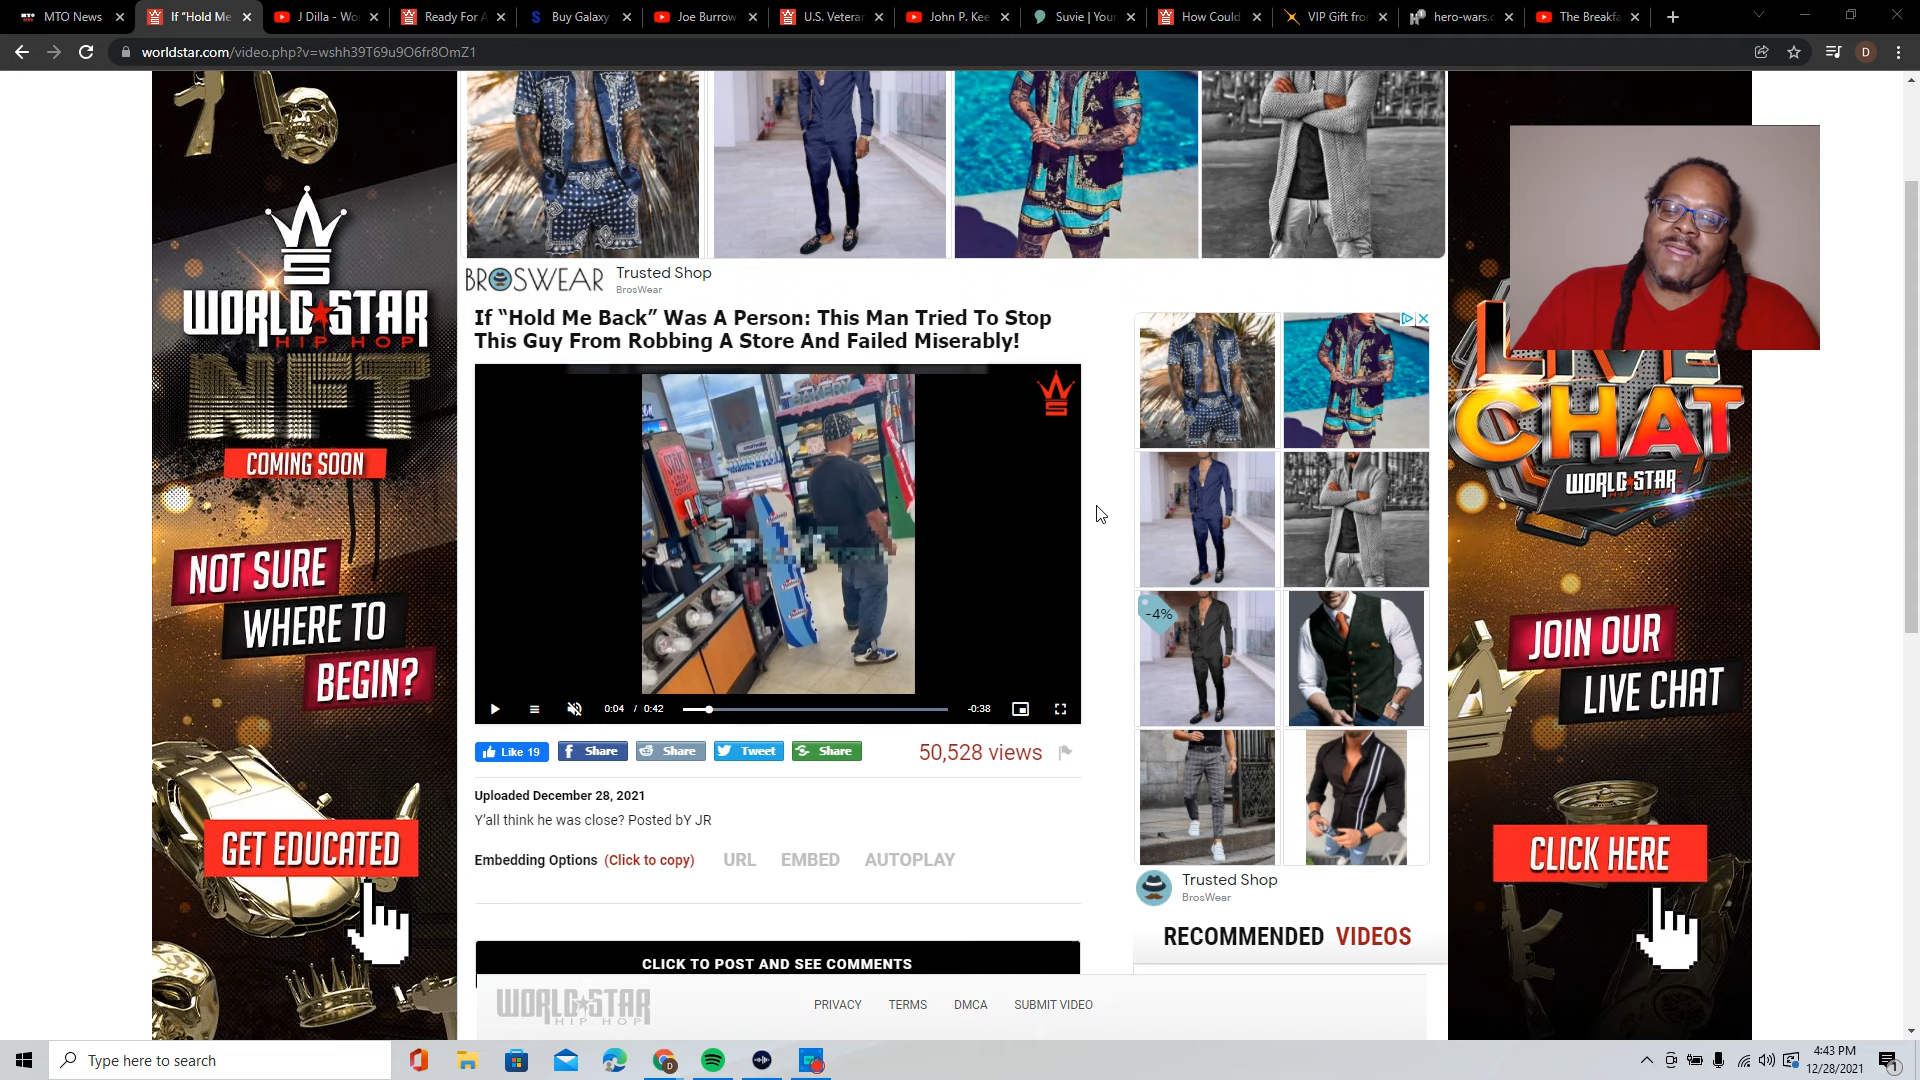 MTO News
If "Hold Me
J Dilla - Wo
Ready For A
Buy Galaxy
Joe Burrow
U.S. Veteran
John P. Kee
Suvie | Your
How Could
VIP Gift from
hero-wars.c
The Breakfa
worldstar.com/video.php?v=wshh39T69u9O6fr8OmZ1
D
BROSWEAR
Trusted Shop
BrosWear
If “Hold Me Back” Was A Person: This Man Tried To Stop
This Guy From Robbing A Store And Failed Miserably!
0:04 / 0:42
-0:38
Like 19
Share
Share
Tweet
Share
50,528 views
Uploaded December 28, 2021
Y'all think he was close? Posted bY JR
Embedding Options (Click to copy) URL EMBED AUTOPLAY
CLICK TO POST AND SEE COMMENTS
WORLDSTAR
HIP HOP
PRIVACY TERMS DMCA SUBMIT VIDEO
WORLDSTAR
HIP HOP
NFT
COMING SOON
NOT SURE
WHERE TO
BEGIN?
GET EDUCATED
-4%
Trusted Shop
BrosWear
RECOMMENDED VIDEOS
LIVE
CHAT
WORLDSTAR
HIP HOP
JOIN OUR
LIVE CHAT
CLICK HERE
Type here to search
4:43 PM
12/28/2021
1